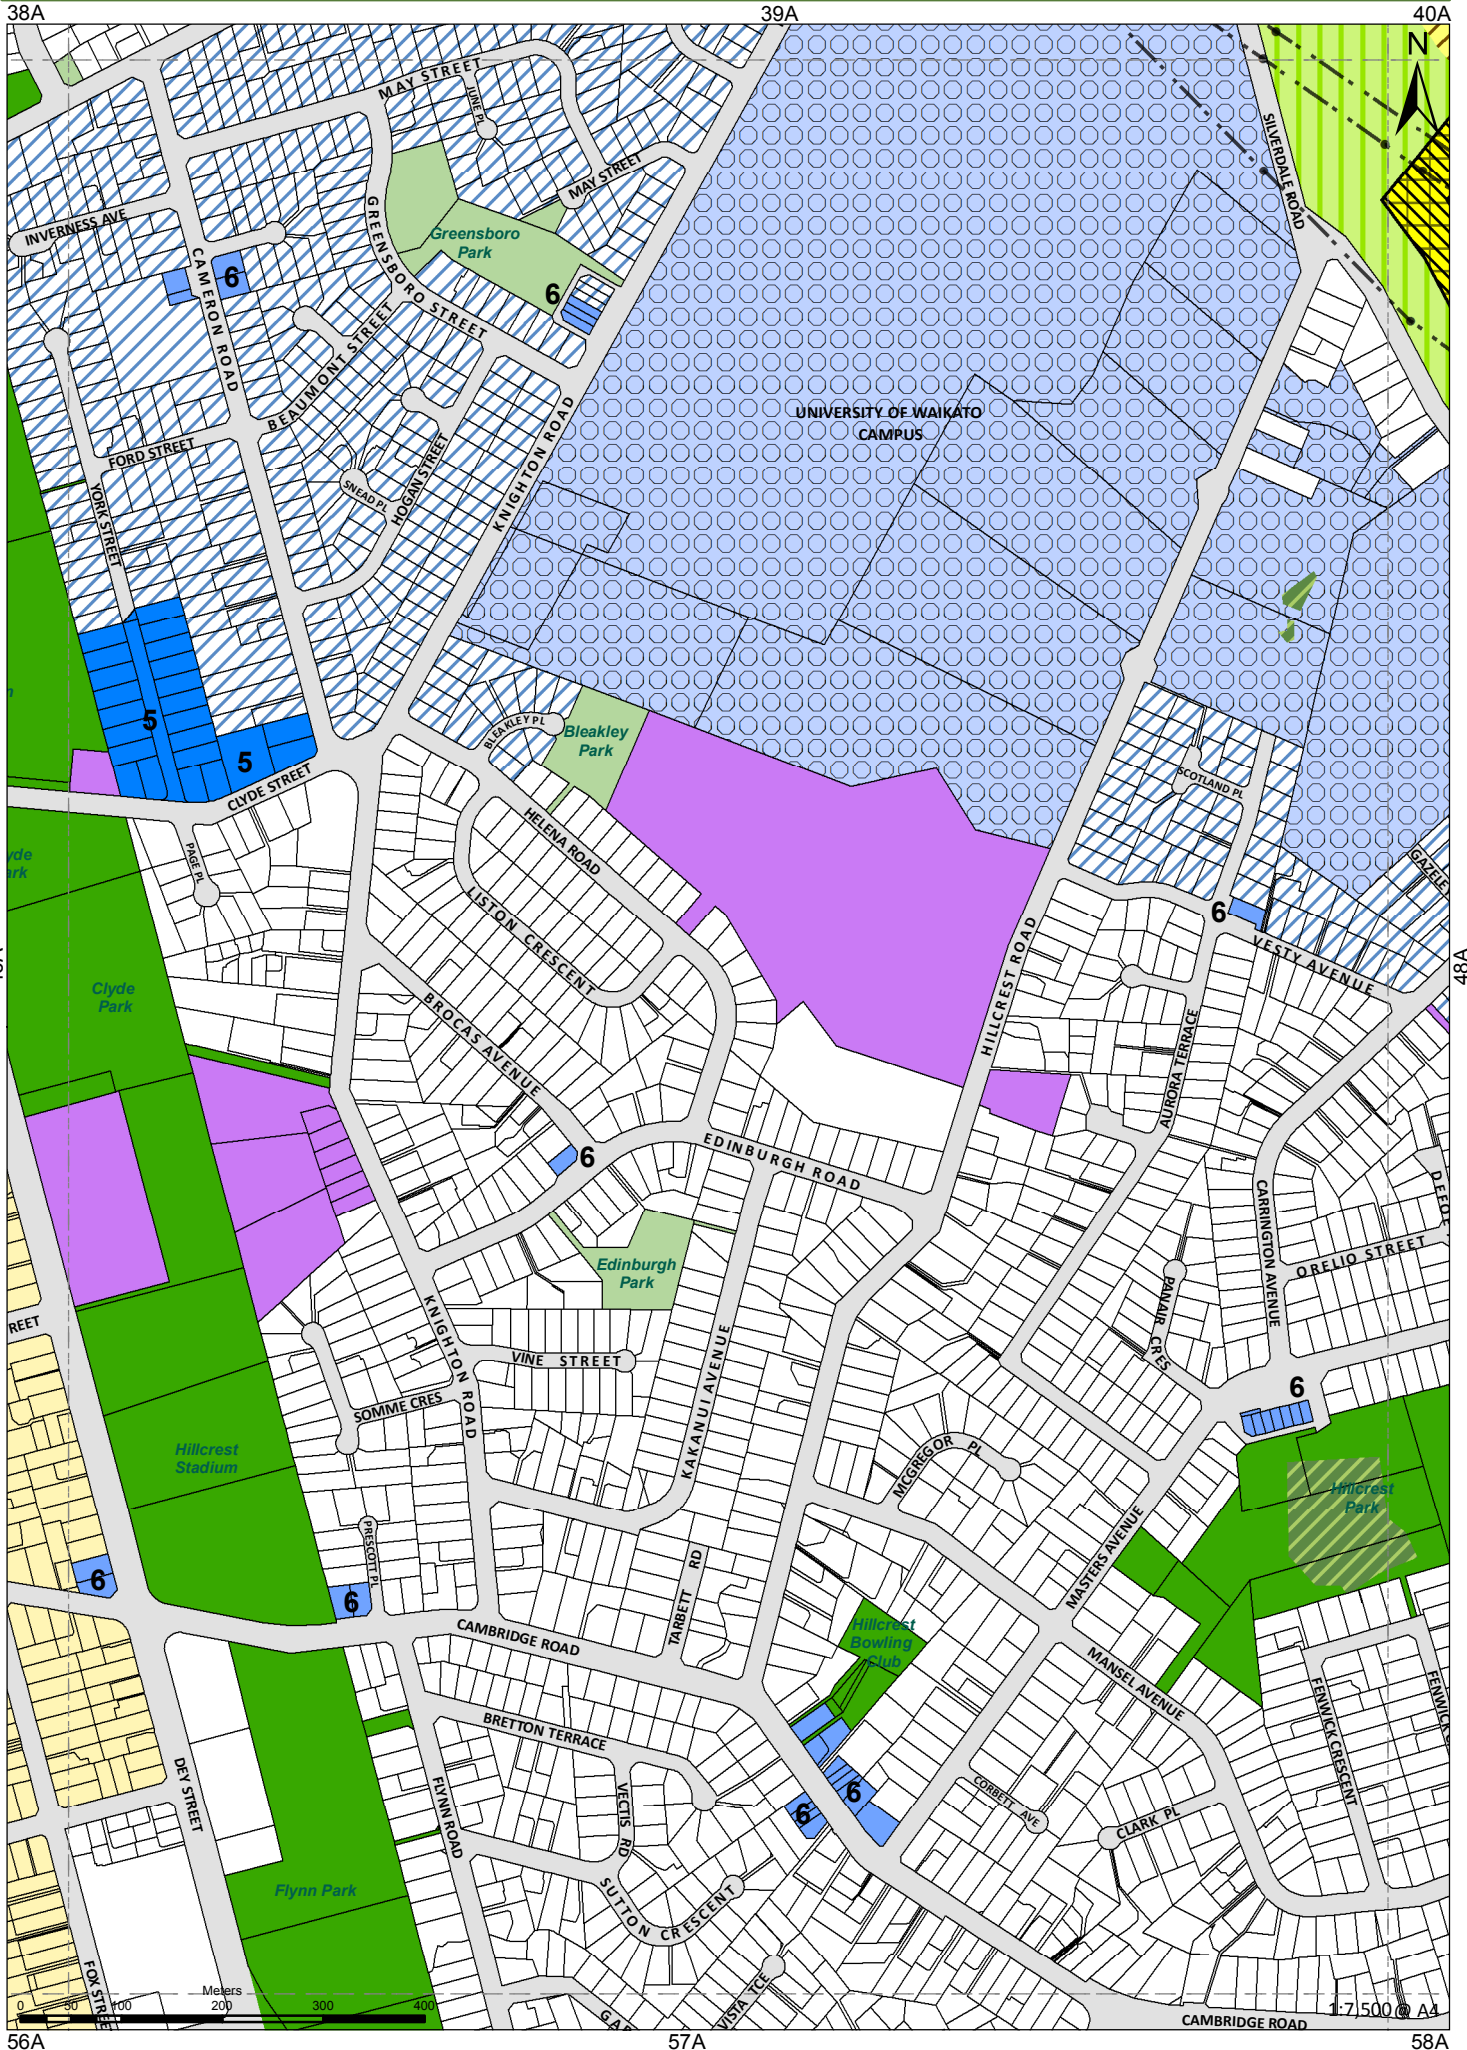 38A
39A
40A
N
MAY STREET
JUNE PL
MAY STREET
SILVERDALE ROAD
INVERNESS AVE
GREENSBORO STREET
Greensboro
Park
CAMERON ROAD
6
6
BEAUMONT STREET
KNIGHTON ROAD
UNIVERSITY OF WAIKATO
CAMPUS
FORD STREET
YORK STREET
SNEAD PL
HOGAN STREET
5
5
CLYDE STREET
BLEAKLEY PL
Bleakley
Park
SCOTLAND PL
PAGE PL
HELENA ROAD
LISTON CRESCENT
6
VESTY AVENUE
48A
HILLCREST ROAD
Clyde
Park
BROCAS AVENUE
AURORA TERRACE
EDINBURGH ROAD
6
CARRINGTON AVENUE
ORELIO STREET
Edinburgh
Park
PANAIR CRES
KNIGHTON ROAD
VINE STREET
KAKANUI AVENUE
SOMME CRES
6
Hillcrest
Stadium
MCGREGOR PL
Hillcrest
Park
PRESCOTT PL
6
6
MASTERS AVENUE
TARBETT RD
CAMBRIDGE ROAD
Hillcrest
Bowling
Club
MANSEL AVENUE
FENWICK CRESCENT
BRETTON TERRACE
DEY STREET
FLYNN ROAD
VECTIS RD
6
6
CORBETT AVE
CLARK PL
Flynn Park
SUTTON CRESCENT
VISTA TCE
Meters
0 50 100 200 300 400
1:7,500 @ A4
CAMBRIDGE ROAD
56A
57A
58A